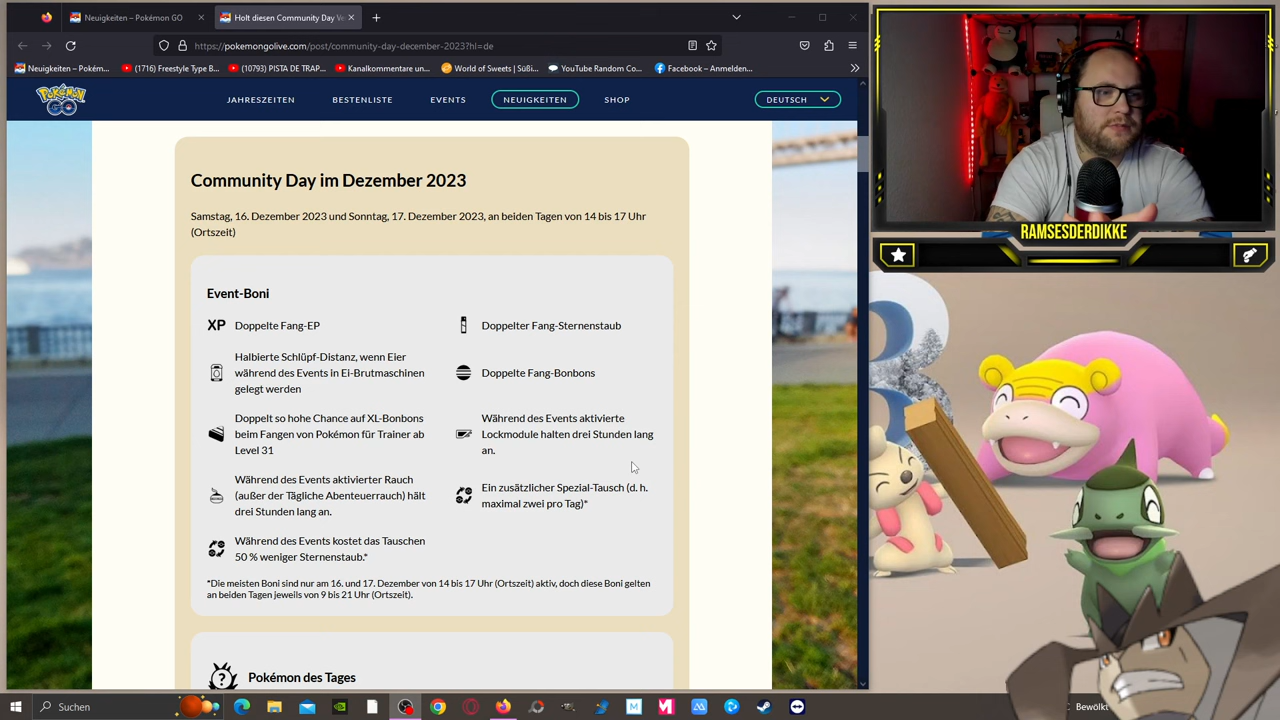 Neuigkeiten – Pokémon GO
Holt diesen Community Day Ve
https://pokemongolive.com/post/community-day-december-2023?hl=de
Neuigkeiten – Pokém...
(1716) Freestyle Type B...
(10793) PISTA DE TRAP...
Kanalkommentare un...
World of Sweets | Süßi...
YouTube Random Co...
Facebook – Anmelden...
Pokémon GO
JAHRESZEITEN
BESTENLISTE
EVENTS
NEUIGKEITEN
SHOP
DEUTSCH
Community Day im Dezember 2023
Samstag, 16. Dezember 2023 und Sonntag, 17. Dezember 2023, an beiden Tagen von 14 bis 17 Uhr
(Ortszeit)
Event-Boni
XP Doppelte Fang-EP
Doppelter Fang-Sternenstaub
Halbierte Schlüpf-Distanz, wenn Eier
während des Events in Ei-Brutmaschinen
gelegt werden
Doppelte Fang-Bonbons
Doppelt so hohe Chance auf XL-Bonbons
beim Fangen von Pokémon für Trainer ab
Level 31
Während des Events aktivierte
Lockmodule halten drei Stunden lang
an.
Während des Events aktivierter Rauch
(außer der Tägliche Abenteuerrauch) hält
drei Stunden lang an.
Ein zusätzlicher Spezial-Tausch (d. h.
maximal zwei pro Tag)*
Während des Events kostet das Tauschen
50 % weniger Sternenstaub.*
*Die meisten Boni sind nur am 16. und 17. Dezember von 14 bis 17 Uhr (Ortszeit) aktiv, doch diese Boni gelten
an beiden Tagen jeweils von 9 bis 21 Uhr (Ortszeit).
Pokémon des Tages
RAMSESDERDIKKE
Suchen
Bewölkt